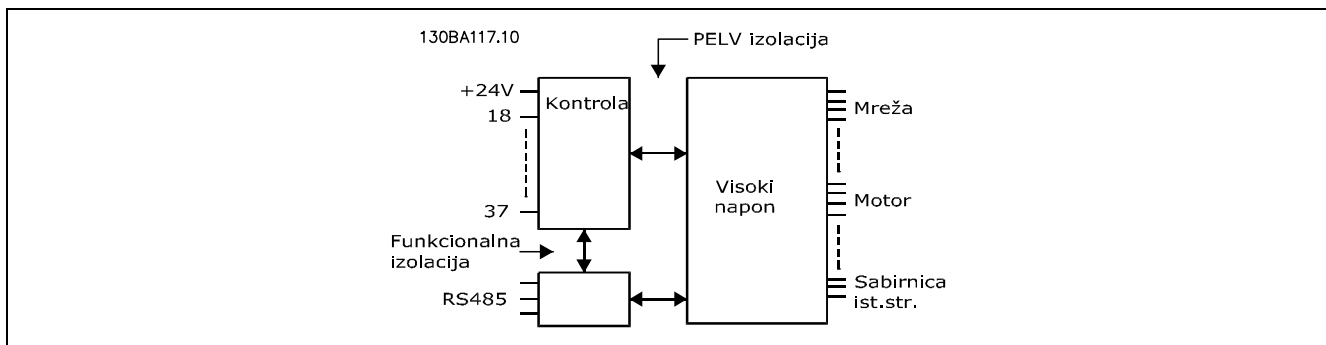 130BA117.10
PELV izolacija
+24V
Kontrola
18
37
Visoki
napon
Mreža
Motor
Sabirnica
ist.str.
Funkcionalna
izolacija
RS485